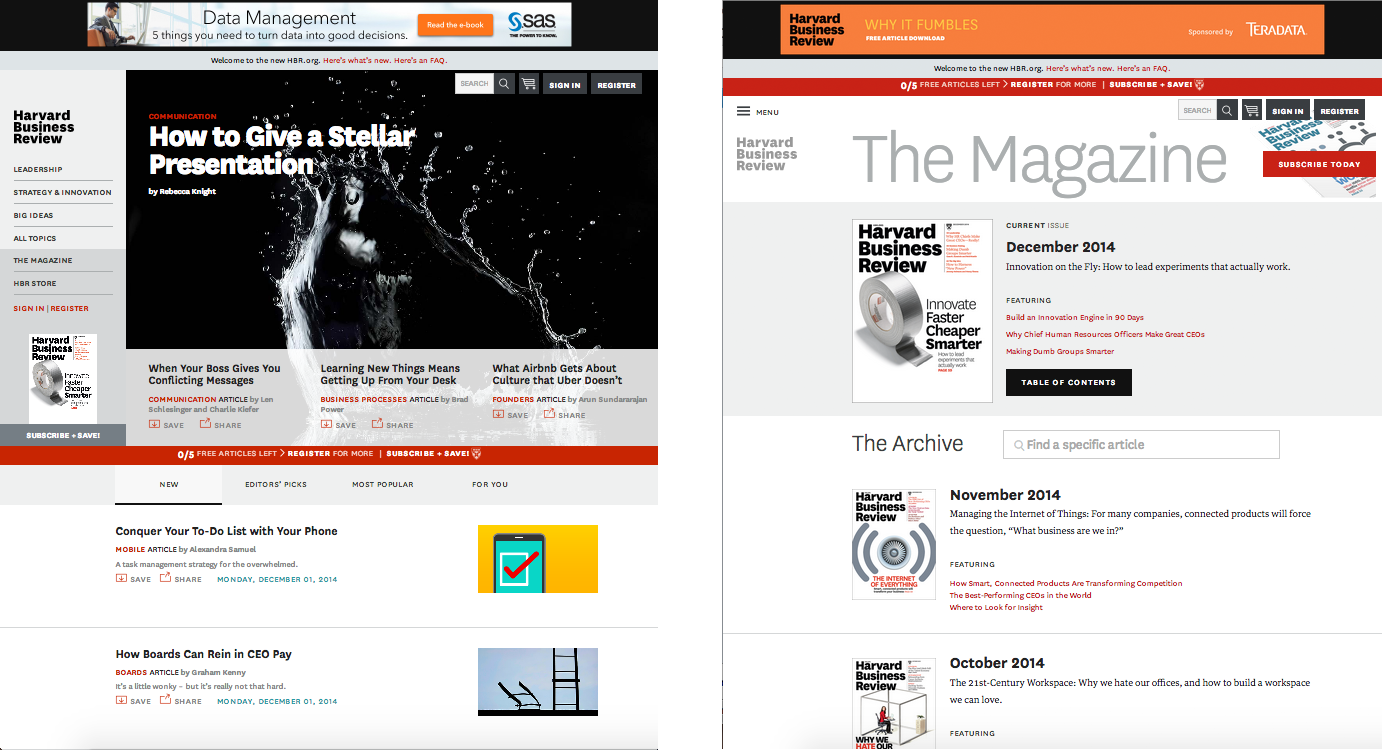 Data Management
5 things you need to turn data into good decisions.
Read the e-book
sas
THE POWER TO KNOW.
Welcome to the new HBR.org. Here's what's new. Here's an FAQ.
SEARCH
SIGN IN
REGISTER
Harvard
Business
Review
LEADERSHIP
STRATEGY & INNOVATION
BIG IDEAS
ALL TOPICS
THE MAGAZINE
HBR STORE
SIGN IN | REGISTER
Harvard
Business
Review
Innovate
Faster
Cheaper
Smarter
SUBSCRIBE + SAVE!
COMMUNICATION
How to Give a Stellar
Presentation
by Rebecca Knight
When Your Boss Gives You
Conflicting Messages
COMMUNICATION ARTICLE by Len
Schlesinger and Charlie Kiefer
SAVE SHARE
Learning New Things Means
Getting Up From Your Desk
BUSINESS PROCESSES ARTICLE by Brad
Power
SAVE SHARE
What Airbnb Gets About
Culture that Uber Doesn't
FOUNDERS ARTICLE by Arun Sundararajan
SAVE SHARE
0/5 FREE ARTICLES LEFT > REGISTER FOR MORE | SUBSCRIBE + SAVE!
NEW EDITORS' PICKS MOST POPULAR FOR YOU
Conquer Your To-Do List with Your Phone
MOBILE ARTICLE by Alexandra Samuel
A task management strategy for the overwhelmed.
SAVE SHARE MONDAY, DECEMBER 01, 2014
How Boards Can Rein in CEO Pay
BOARDS ARTICLE by Graham Kenny
It's a little wonky – but it's really not that hard.
SAVE SHARE MONDAY, DECEMBER 01, 2014
Harvard
Business
Review
WHY IT FUMBLES
FREE ARTICLE DOWNLOAD
Sponsored by TERADATA.
Welcome to the new HBR.org. Here's what's new. Here's an FAQ.
0/5 FREE ARTICLES LEFT > REGISTER FOR MORE | SUBSCRIBE + SAVE!
MENU
SEARCH
SIGN IN
REGISTER
Harvard
Business
Review
The Magazine
SUBSCRIBE TODAY
Harvard
Business
Review
Innovate
Faster
Cheaper
Smarter
How to lead
experiments that
actually work
CURRENT ISSUE
December 2014
Innovation on the Fly: How to lead experiments that actually work.
FEATURING
Build an Innovation Engine in 90 Days
Why Chief Human Resources Officers Make Great CEOs
Making Dumb Groups Smarter
TABLE OF CONTENTS
The Archive
Find a specific article
Harvard
Business
Review
THE INTERNET
OF EVERYTHING
November 2014
Managing the Internet of Things: For many companies, connected products will force
the question, “What business are we in?”
FEATURING
How Smart, Connected Products Are Transforming Competition
The Best-Performing CEOs in the World
Where to Look for Insight
Harvard
Business
Review
WHY WE
HATE OUR
October 2014
The 21st-Century Workspace: Why we hate our offices, and how to build a workspace
we can love.
FEATURING